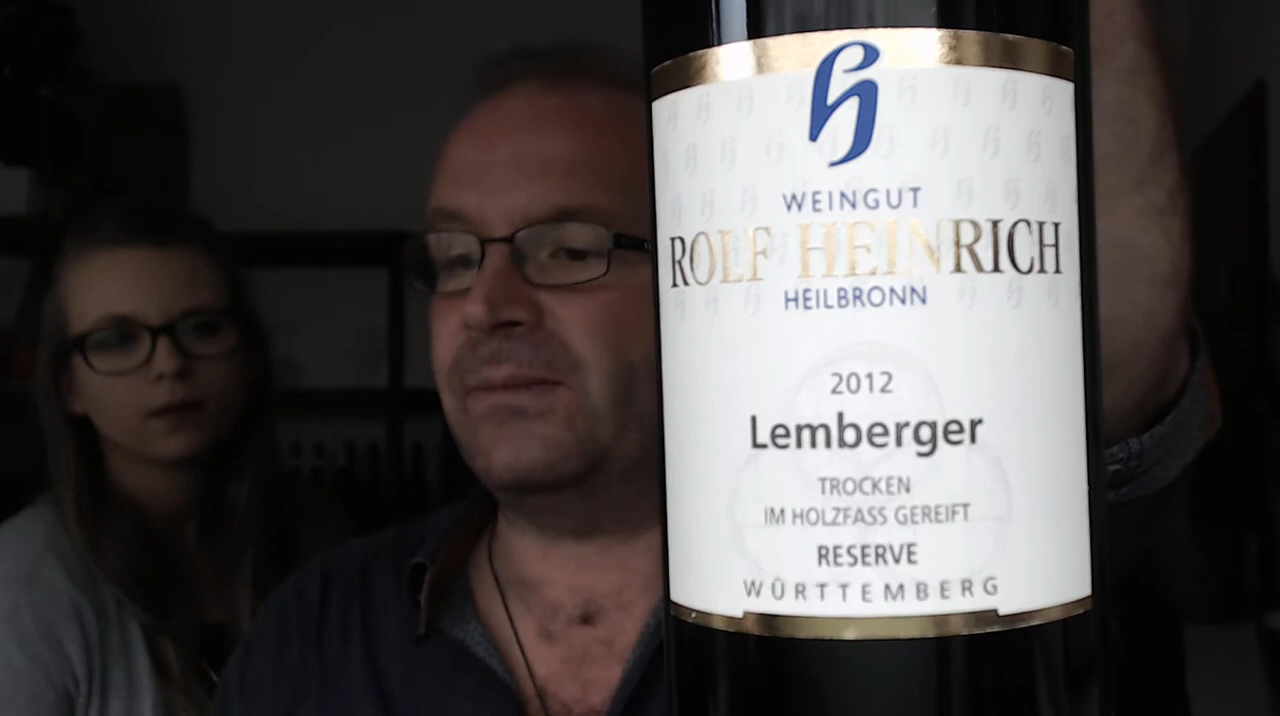 WEINGUT
ROLF HEINRICH
HEILBRONN
2012
Lemberger
TROCKEN
IM HOLZFASS GEREIFT
RESERVE
WÜRTTEMBERG